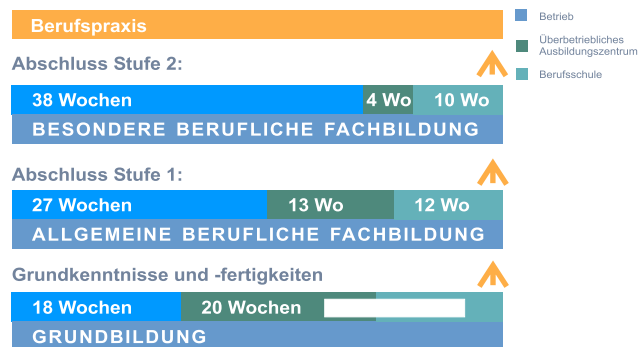 Berufspraxis
Betrieb
Überbetriebliches
Ausbildungszentrum
Berufsschule
Abschluss Stufe 2:
38 Wochen 4 Wo 10 Wo
BESONDERE BERUFLICHE FACHBILDUNG
Abschluss Stufe 1:
27 Wochen 13 Wo 12 Wo
ALLGEMEINE BERUFLICHE FACHBILDUNG
Grundkenntnisse und -fertigkeiten
18 Wochen 20 Wochen
GRUNDBILDUNG